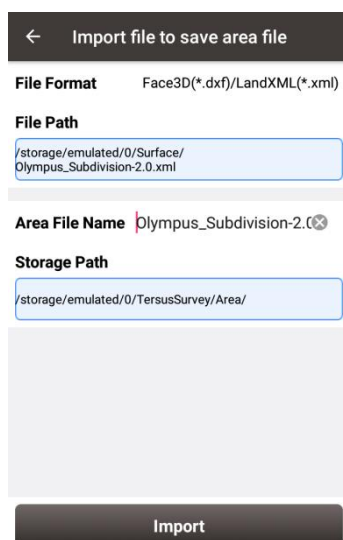 Import file to save area file
File Format Face3D(*.dxf)/LandXML(*.xml)
File Path
/storage/emulated/0/Surface/
Olympus_Subdivision-2.0.xml
Area File Name Olympus_Subdivision-2.0
Storage Path
/storage/emulated/0/TersusSurvey/Area/
Import